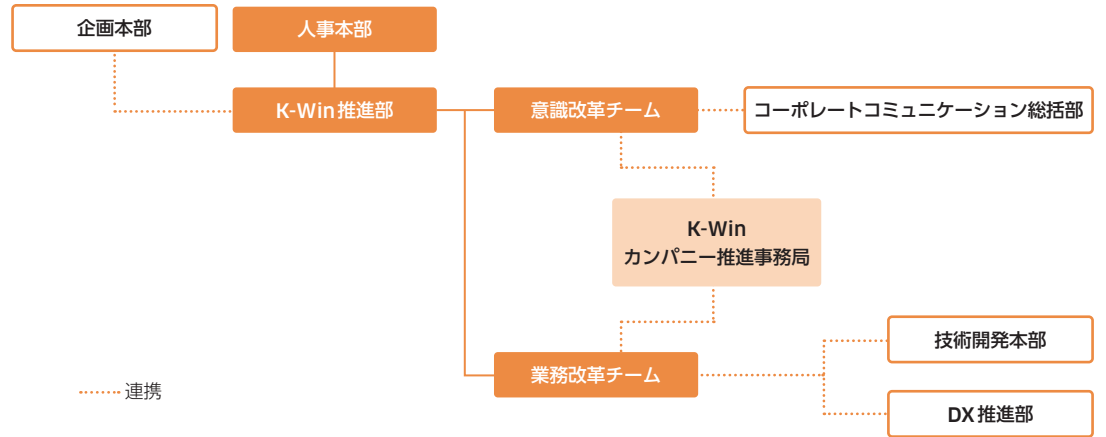 企画本部
人事本部
K-Win推進部
意識改革チーム
コーポレートコミュニケーション総括部
K-Win
カンパニー推進事務局
技術開発本部
業務改革チーム
連携
DX推進部